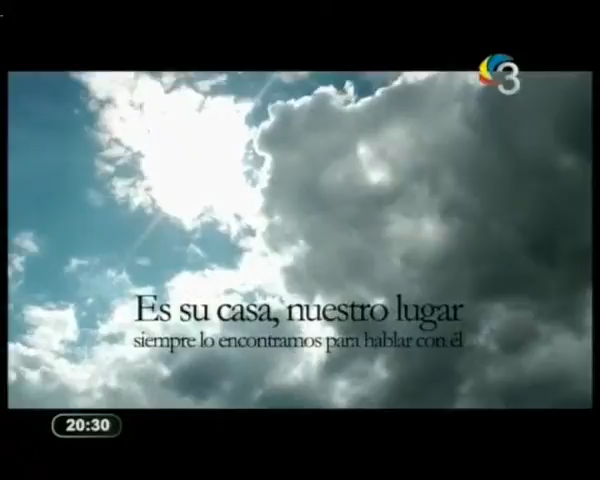 3
Es su casa, nuestro lugar
siempre lo encontramos para hablar con él
20:30